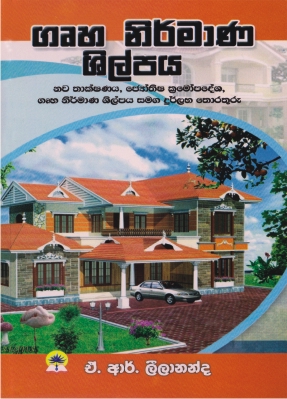 ගෘහ නිර්මාණ
ශිල්පය
නව තාක්ෂණය, ජ්‍යෝතිෂ ක්‍රමෝපදේශ,
ගෘහ නිර්මාණ ශිල්පය සමග දුර්ලභ තොරතුරු
ඒ. ආර්. ලීලානන්ද